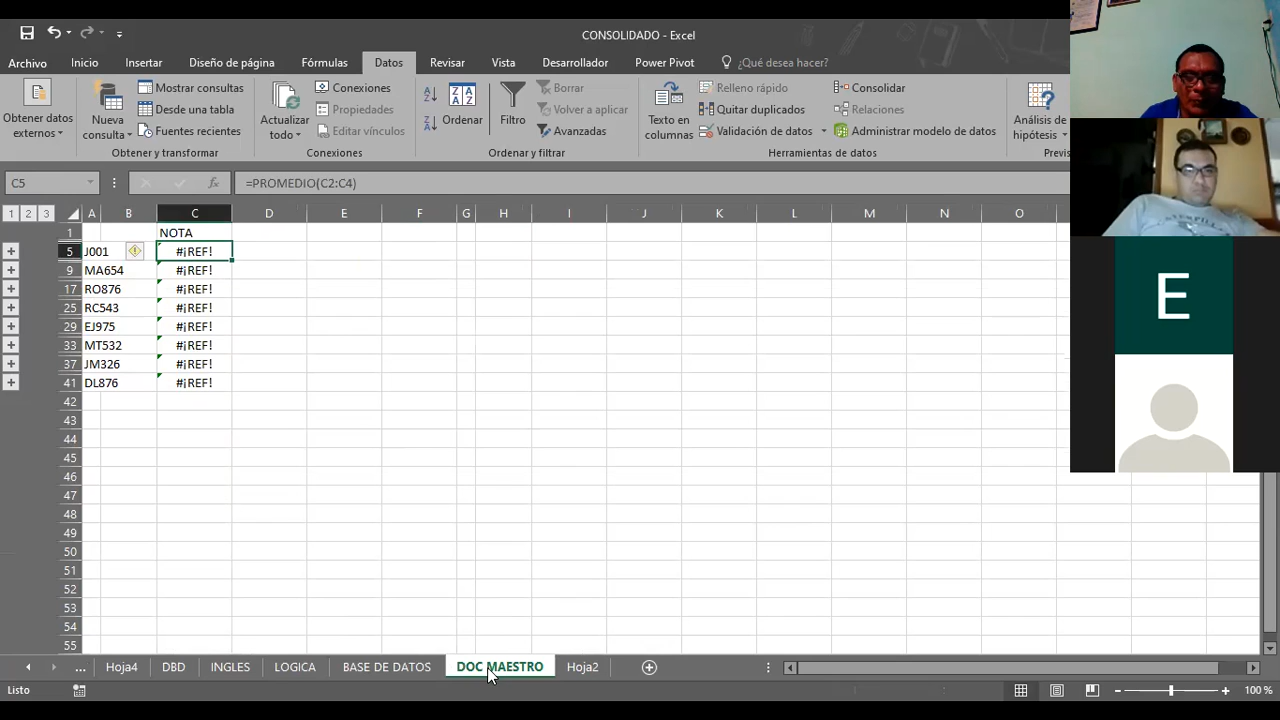 CONSOLIDADO - Excel
Archivo Inicio Insertar Diseño de página Fórmulas Datos Revisar Vista Desarrollador Power Pivot ¿Qué desea hacer?
Obtener datos externos
Nueva consulta
Mostrar consultas
Desde una tabla
Fuentes recientes
Obtener y transformar
Actualizar todo
Conexiones
Propiedades
Editar vínculos
Conexiones
Ordenar
Filtro
Borrar
Volver a aplicar
Avanzadas
Ordenar y filtrar
Texto en columnas
Relleno rápido
Quitar duplicados
Validación de datos
Consolidar
Relaciones
Administrar modelo de datos
Herramientas de datos
Análisis de hipótesis
Previs
C5 fx =PROMEDIO(C2:C4)
1 2 3 A B C D E F G H I J K L M N O
1 NOTA
5 J001 #¡REF!
9 MA654 #¡REF!
17 RO876 #¡REF!
25 RC543 #¡REF!
29 EJ975 #¡REF!
33 MT532 #¡REF!
37 JM326 #¡REF!
41 DL876 #¡REF!
42
43
44
45
46
47
48
49
50
51
52
53
54
55
E
... Hoja4 DBD INGLES LOGICA BASE DE DATOS DOC MAESTRO Hoja2
Listo 100 %